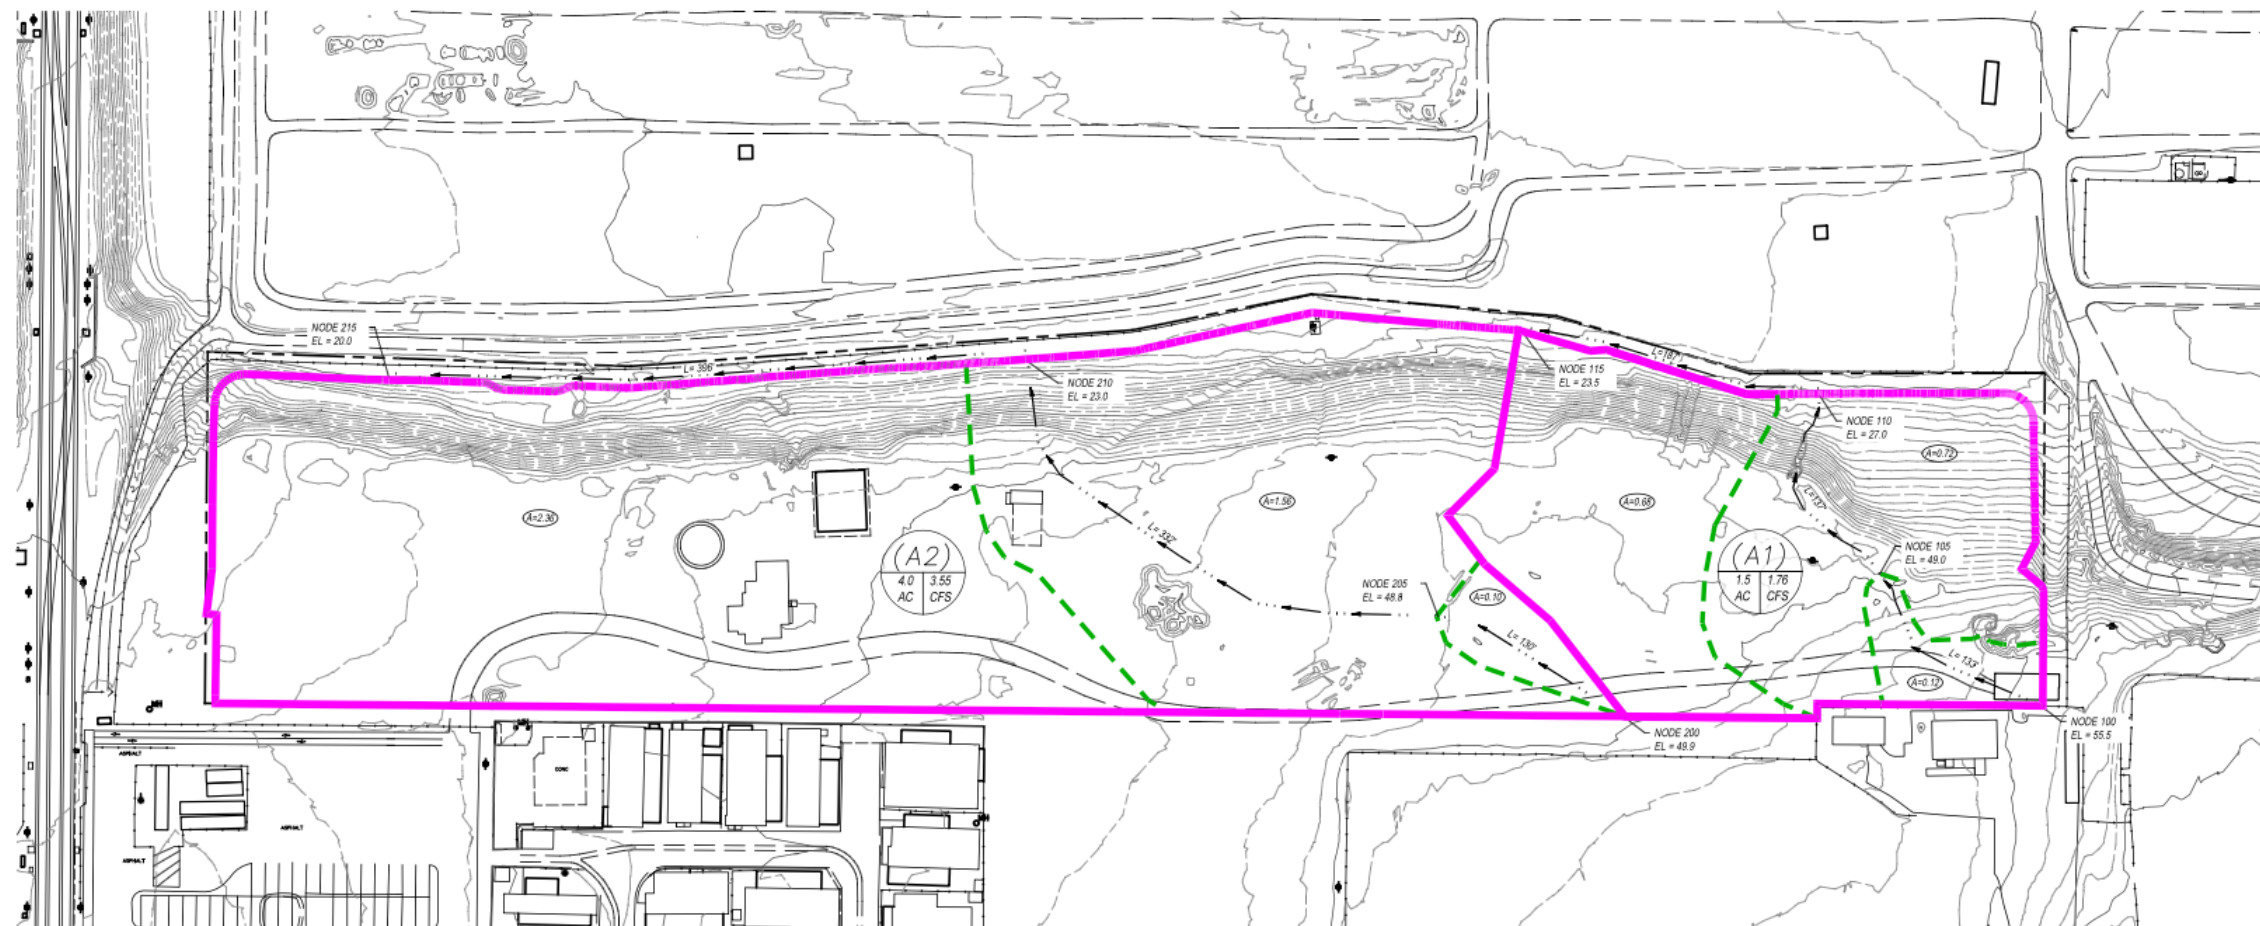 NODE 215
EL = 20.0
L= 396'
NODE 210
EL = 23.0
NODE 115
EL = 23.5
L=187'
NODE 110
EL = 27.0
A=0.72
A=2.36
A=1.56
A=0.68
L=137'
L= 332'
(A2)
4.0 3.55
AC CFS
(A1)
1.5 1.76
AC CFS
NODE 105
EL = 49.0
NODE 205
EL = 48.8
A=0.10
L= 130'
L= 133'
A=0.12
NODE 200
EL = 49.9
NODE 100
EL = 55.5
MH
ASPHALT
CONC
ASPHALT
ASPHALT
MH